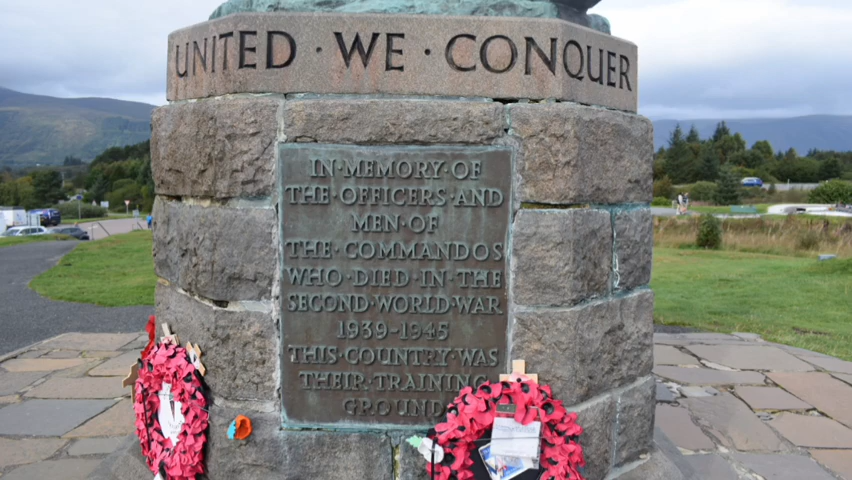 UNITED · WE · CONQUER
IN·MEMORY·OF
THE·OFFICERS·AND
MEN·OF
THE·COMMANDOS
WHO·DIED·IN·THE
SECOND·WORLD·WAR
1939-1945
THIS·COUNTRY·WAS
THEIR·TRAINING
GROUND